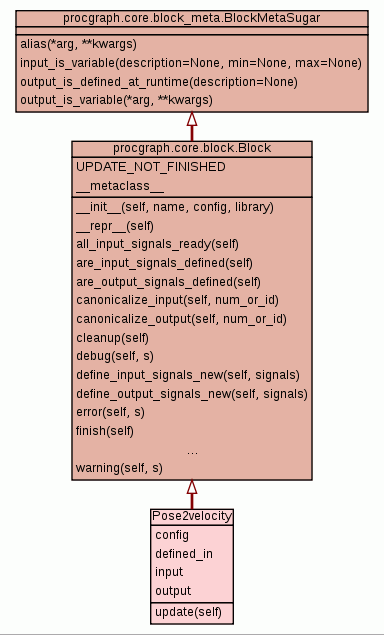 procgraph.core.block_meta.BlockMetaSugar
alias(*arg, **kwargs)
input_is_variable(description=None, min=None, max=None)
output_is_defined_at_runtime(description=None)
output_is_variable(*arg, **kwargs)
procgraph.core.block.Block
UPDATE_NOT_FINISHED
__metaclass__
__init__(self, name, config, library)
__repr__(self)
all_input_signals_ready(self)
are_input_signals_defined(self)
are_output_signals_defined(self)
canonicalize_input(self, num_or_id)
canonicalize_output(self, num_or_id)
cleanup(self)
debug(self, s)
define_input_signals_new(self, signals)
define_output_signals_new(self, signals)
error(self, s)
finish(self)
...
warning(self, s)
Pose2velocity
config
defined_in
input
output
update(self)